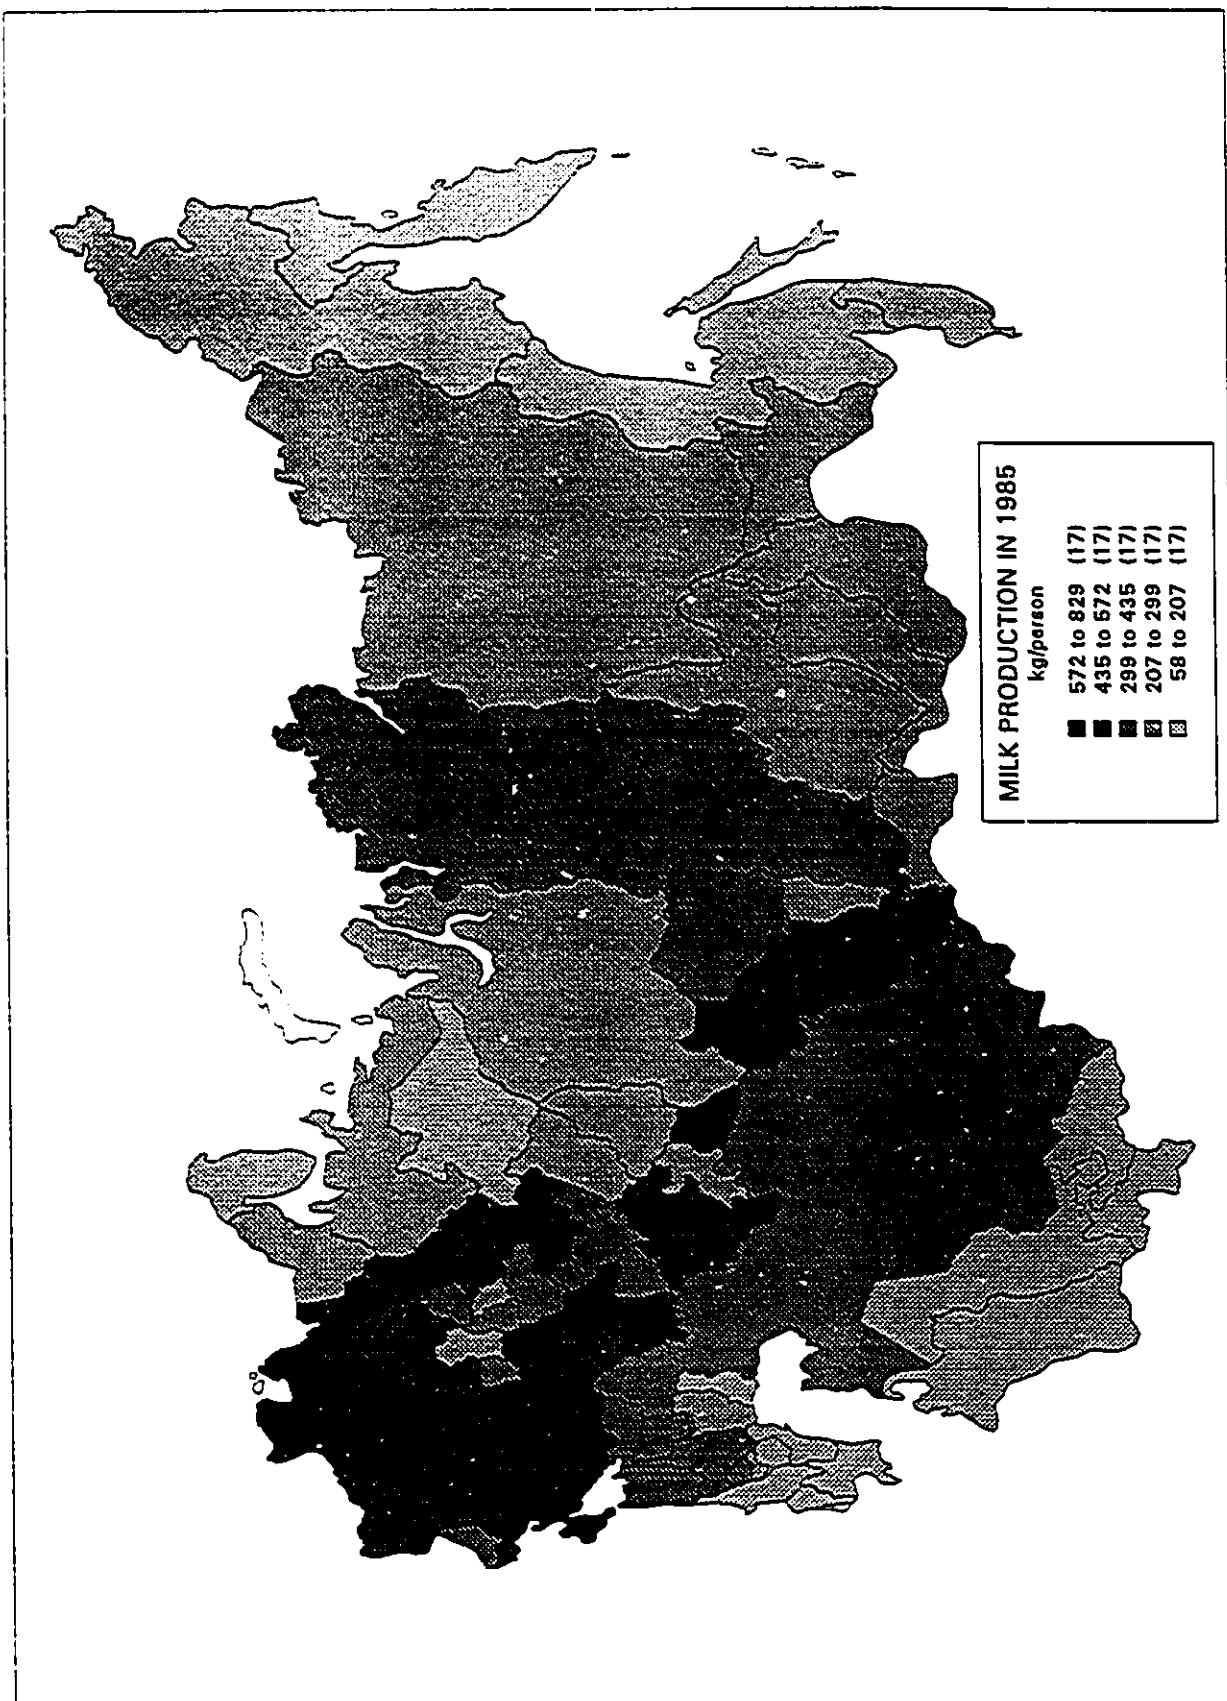 MILK PRODUCTION IN 1985
kg/person
572 to 829 (17)
435 to 572 (17)
299 to 435 (17)
207 to 299 (17)
58 to 207 (17)